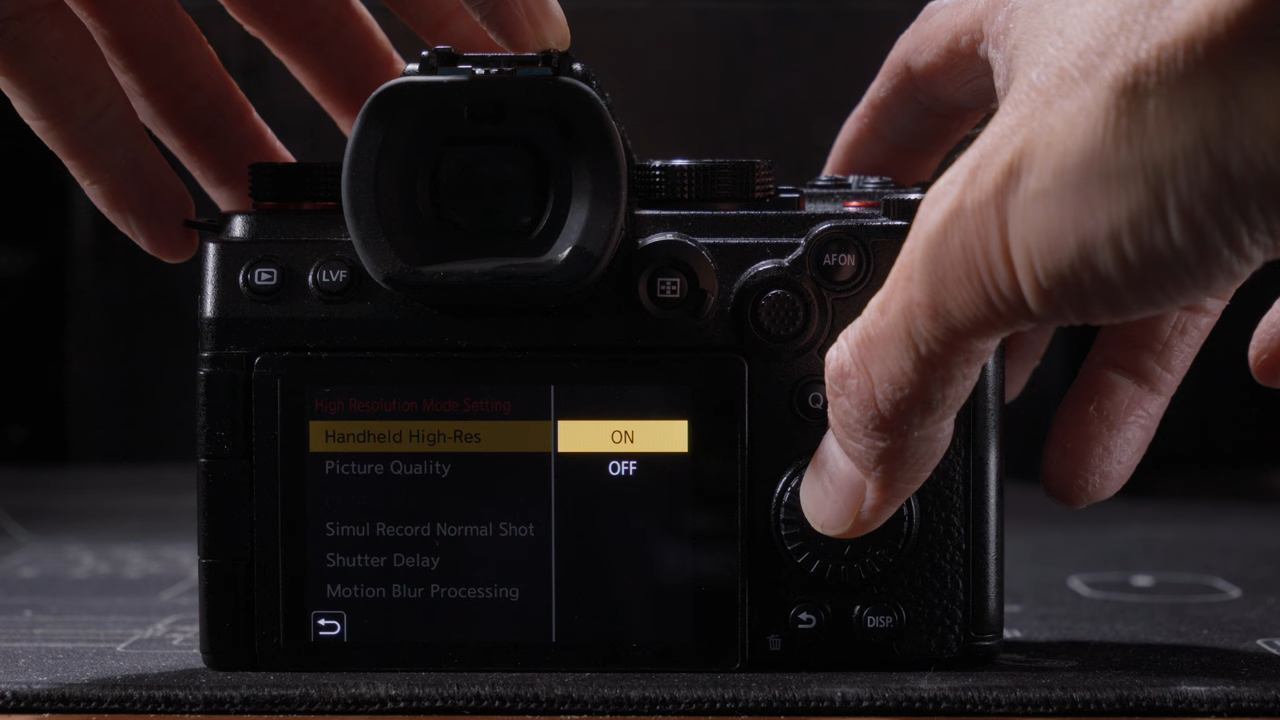 LVF
AFON
Q
High Resolution Mode Setting
Handheld High-Res
ON
Picture Quality
OFF
Simul Record Normal Shot
Shutter Delay
Motion Blur Processing
DISP.